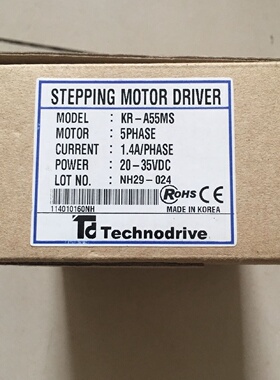 STEPPING MOTOR DRIVER
MODEL : KR-A55MS
MOTOR : 5PHASE
CURRENT : 1.4A/PHASE
POWER : 20-35VDC
LOT NO. : NH29-024
RoHS CE
114010160NH MADE IN KOREA
Td Technodrive